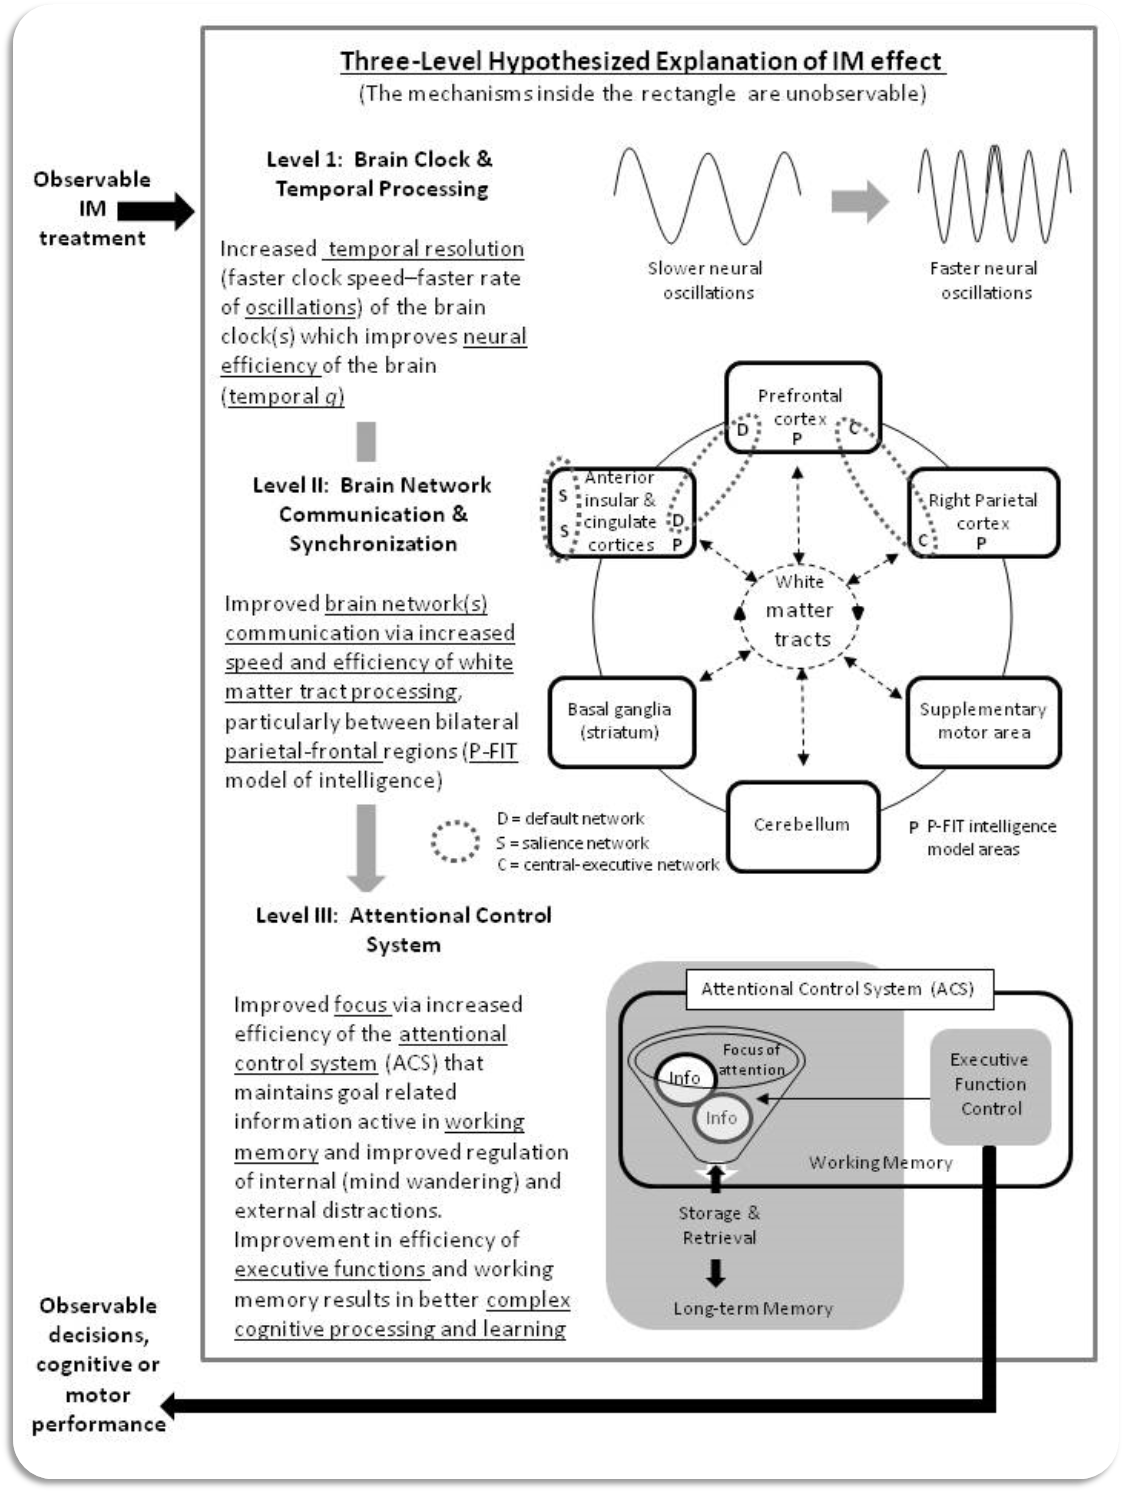 Three-Level Hypothesized Explanation of IM effect
(The mechanisms inside the rectangle are unobservable)
Observable
IM
treatment
Level 1: Brain Clock &
Temporal Processing
Increased temporal resolution
(faster clock speed–faster rate
of oscillations) of the brain
clock(s) which improves neural
efficiency of the brain
(temporal g)
Slower neural
oscillations
Faster neural
oscillations
Level II: Brain Network
Communication &
Synchronization
Improved brain network(s)
communication via increased
speed and efficiency of white
matter tract processing,
particularly between bilateral
parietal-frontal regions (P-FIT
model of intelligence)
Prefrontal
cortex
D
P
C
Anterior
insular &
cingulate
cortices
S
S
D
P
Right Parietal
cortex
C
P
White
matter
tracts
Basal ganglia
(striatum)
Supplementary
motor area
Cerebellum
D = default network
S = salience network
C = central-executive network
P P-FIT intelligence
model areas
Level III: Attentional Control
System
Improved focus via increased
efficiency of the attentional
control system (ACS) that
maintains goal related
information active in working
memory and improved regulation
of internal (mind wandering) and
external distractions.
Improvement in efficiency of
executive functions and working
memory results in better complex
cognitive processing and learning
Attentional Control System (ACS)
Focus of
attention
Info
Info
Executive
Function
Control
Working Memory
Storage &
Retrieval
Long-term Memory
Observable
decisions,
cognitive or
motor
performance